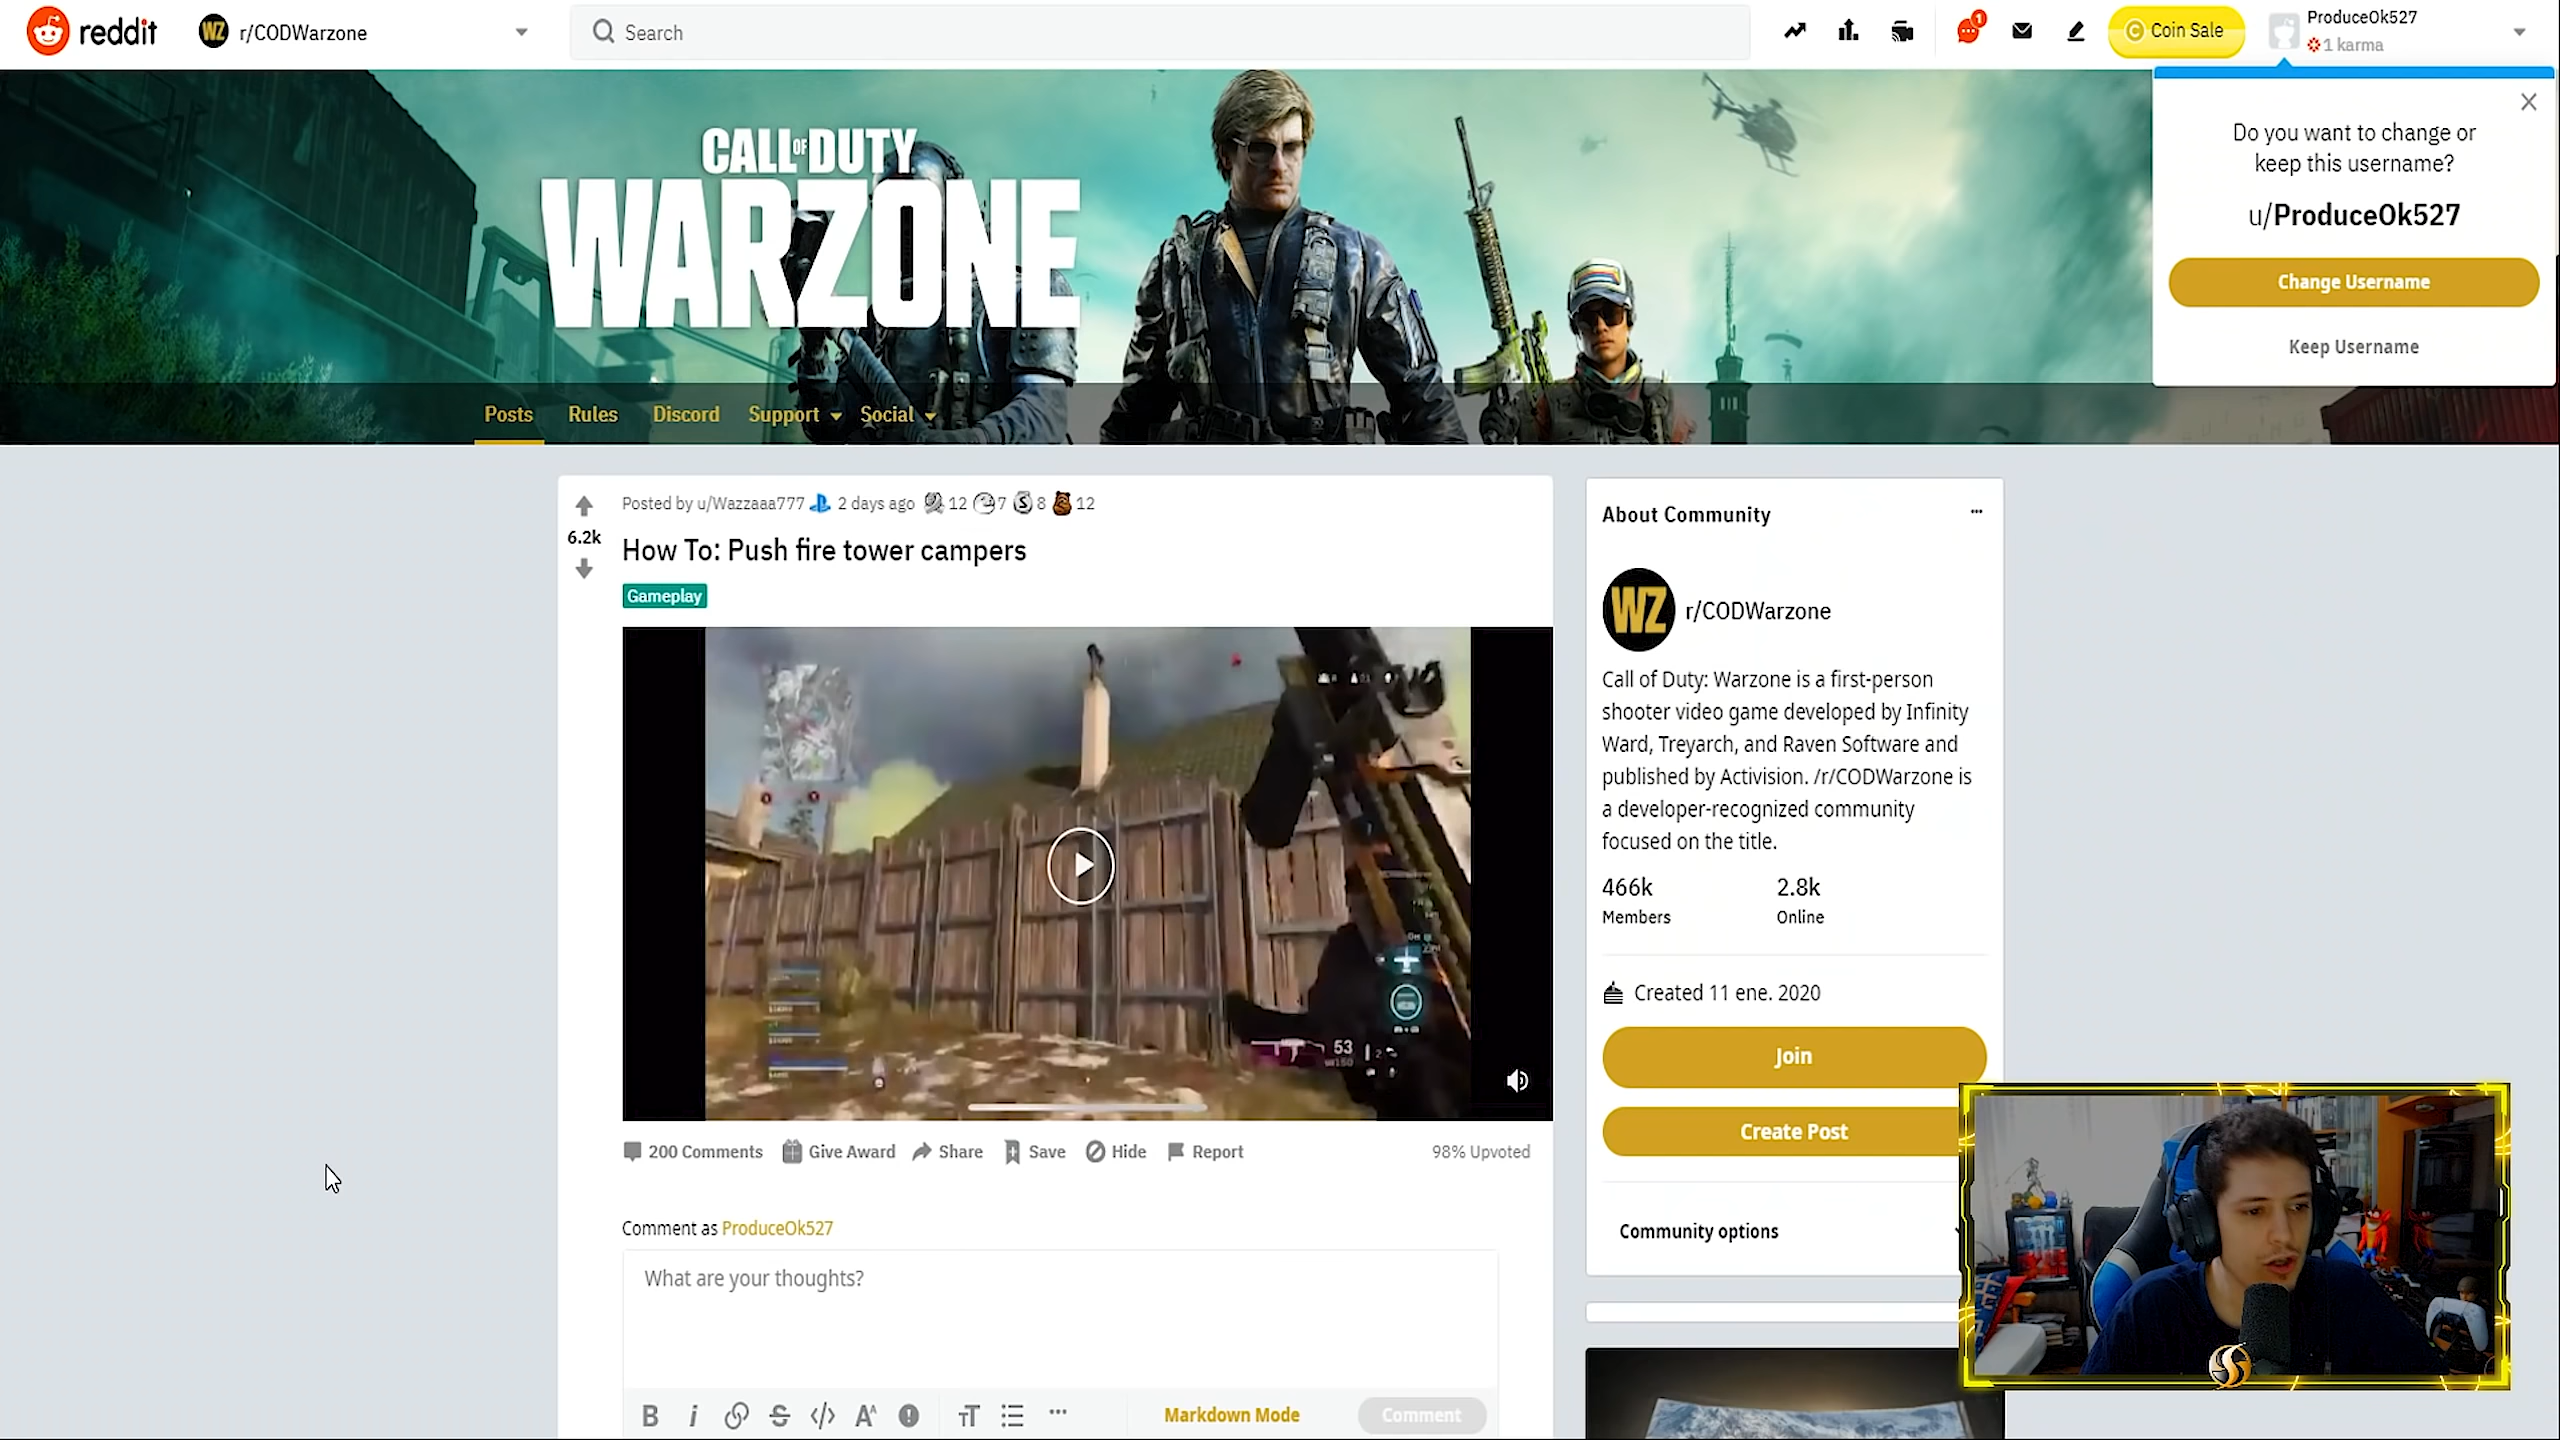 reddit
r/CODWarzone
Search
1
Coin Sale
ProduceOk527
1 karma
Do you want to change or
keep this username?
u/ProduceOk527
Change Username
Keep Username
CALL OF DUTY
WARZONE
Posts Rules Discord Support Social
Posted by u/Wazzaaa777 2 days ago 12 7 S 8 12
6.2k
How To: Push fire tower campers
Gameplay
53
200 Comments Give Award Share Save Hide Report 98% Upvoted
Comment as ProduceOk527
What are your thoughts?
Markdown Mode
Comment
About Community
WZ
r/CODWarzone
Call of Duty: Warzone is a first-person
shooter video game developed by Infinity
Ward, Treyarch, and Raven Software and
published by Activision. /r/CODWarzone is
a developer-recognized community
focused on the title.
466k 2.8k
Members Online
Created 11 ene. 2020
Join
Create Post
Community options